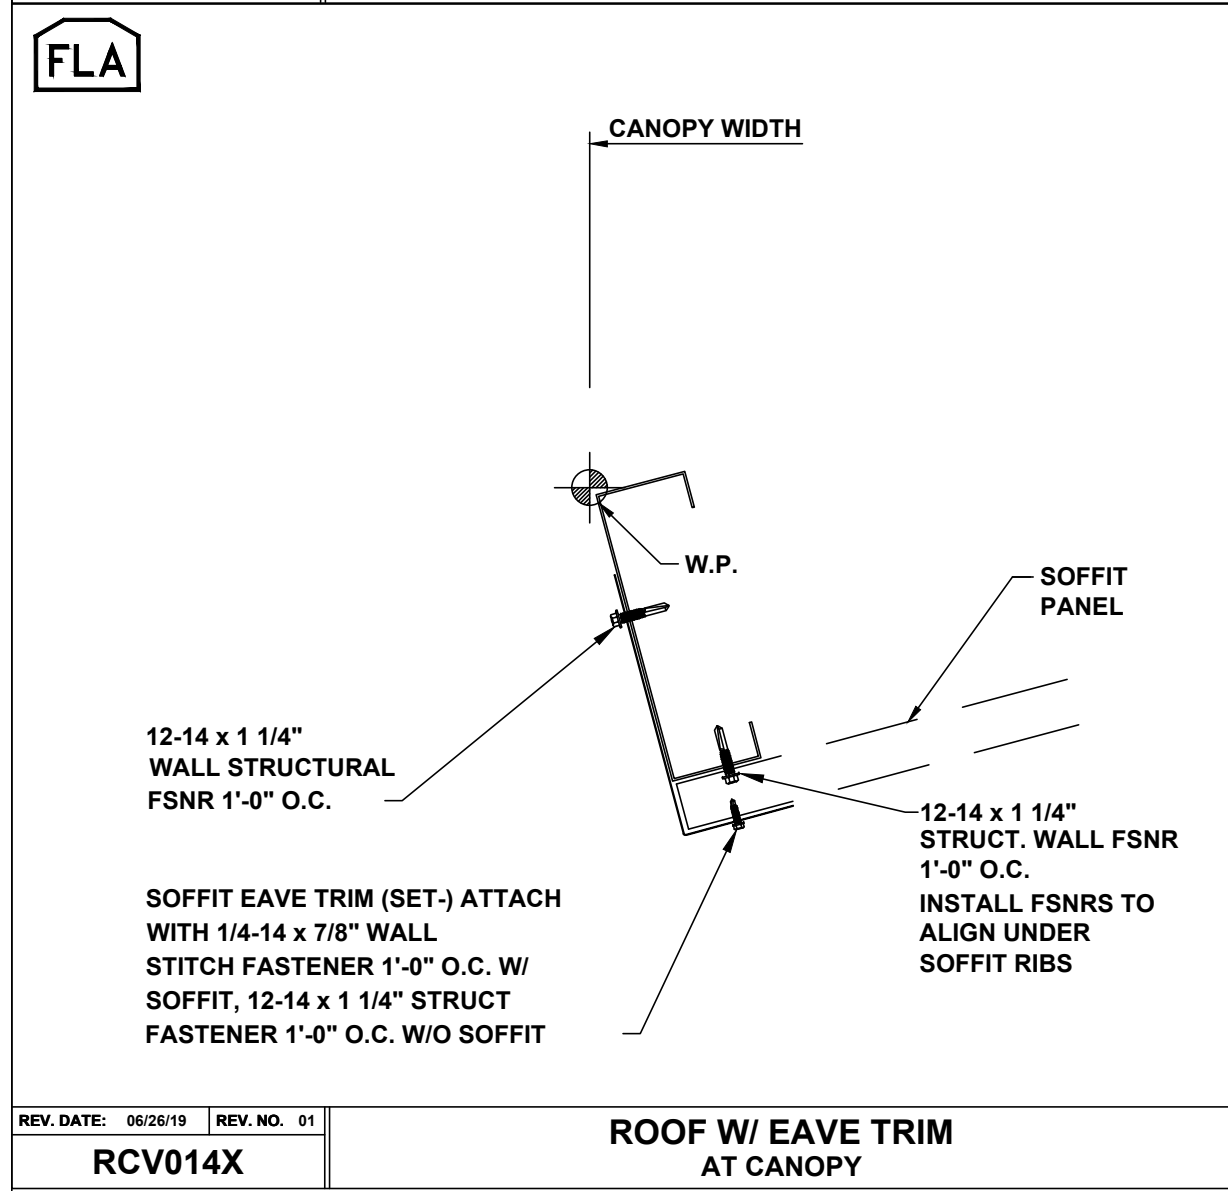 FLA
CANOPY WIDTH
W.P.
SOFFIT
PANEL
12-14 x 1 1/4"
WALL STRUCTURAL
FSNR 1'-0" O.C.
12-14 x 1 1/4"
STRUCT. WALL FSNR
1'-0" O.C.
INSTALL FSNRS TO
ALIGN UNDER
SOFFIT RIBS
SOFFIT EAVE TRIM (SET-) ATTACH
WITH 1/4-14 x 7/8" WALL
STITCH FASTENER 1'-0" O.C. W/
SOFFIT, 12-14 x 1 1/4" STRUCT
FASTENER 1'-0" O.C. W/O SOFFIT
REV. DATE: 06/26/19 REV. NO. 01
RCV014X
ROOF W/ EAVE TRIM
AT CANOPY